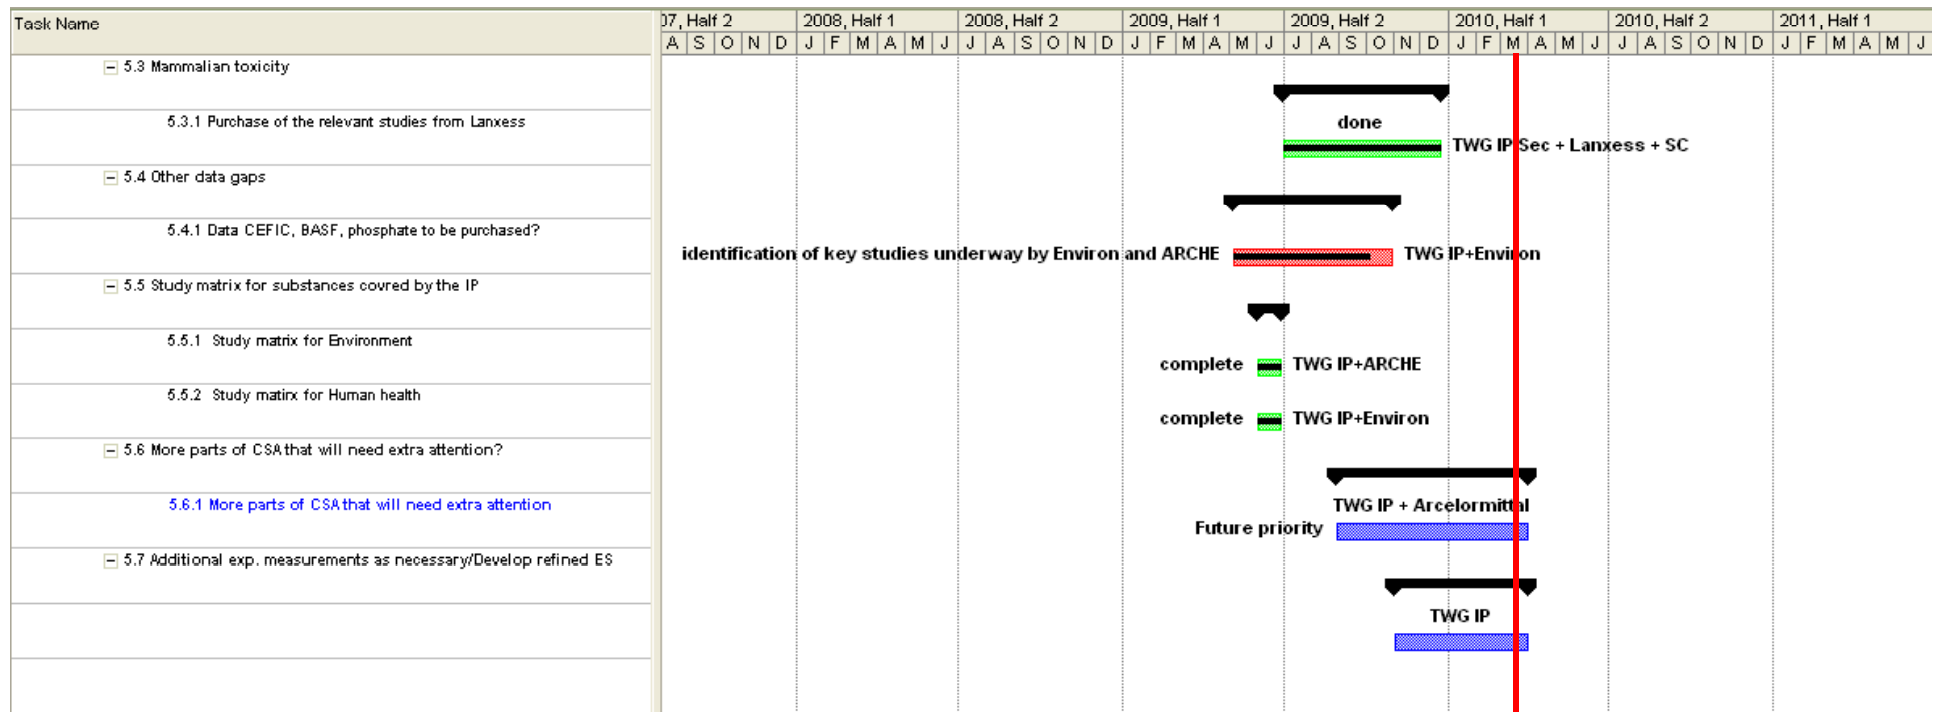 Task Name
07, Half 2 2008, Half 1 2008, Half 2 2009, Half 1 2009, Half 2 2010, Half 1 2010, Half 2 2011, Half 1
A S O N D J F M A M J J A S O N D J F M A M J J A S O N D J F M A M J J A S O N D J F M A M J
5.3 Mammalian toxicity
5.3.1 Purchase of the relevant studies from Lanxess
done
TWG IP Sec + Lanxess + SC
5.4 Other data gaps
5.4.1 Data CEFIC, BASF, phosphate to be purchased?
identification of key studies underway by Environ and ARCHE TWG IP+Environ
5.5 Study matrix for substances covred by the IP
5.5.1 Study matrix for Environment
complete TWG IP+ARCHE
5.5.2 Study matirx for Human health
complete TWG IP+Environ
5.6 More parts of CSA that will need extra attention?
5.6.1 More parts of CSA that will need extra attention
TWG IP + Arcelormittal
Future priority
5.7 Additional exp. measurements as necessary/Develop refined ES
TWG IP